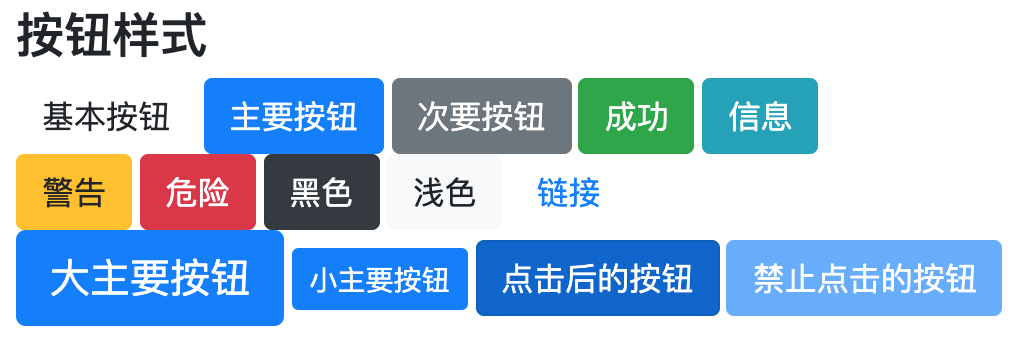 按钮样式
基本按钮 主要按钮 次要按钮 成功 信息
警告 危险 黑色 浅色 链接
大主要按钮 小主要按钮 点击后的按钮 禁止点击的按钮